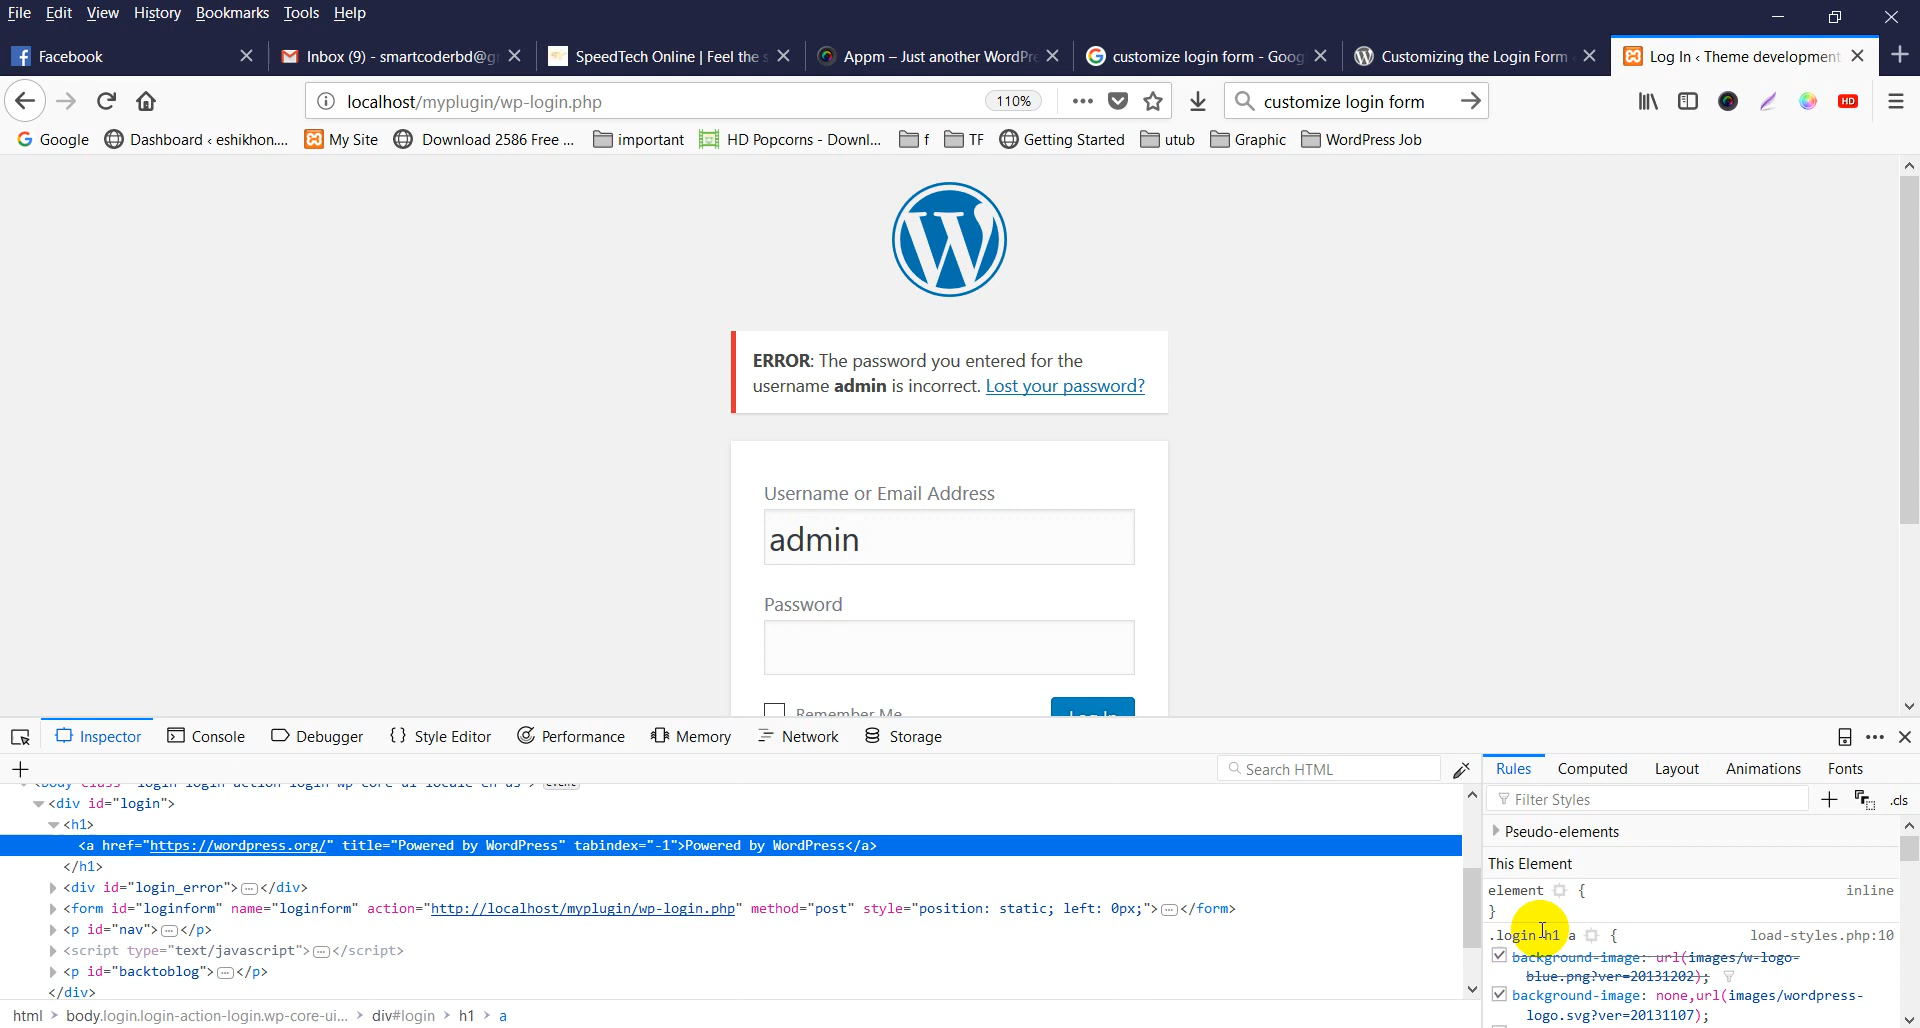 File Edit View History Bookmarks Tools Help
Facebook
Inbox (9) - smartcoderbd@g
SpeedTech Online | Feel the s
Appm – Just another WordPre
customize login form - Goog
Customizing the Login Form
Log In ‹ Theme development
localhost/myplugin/wp-login.php
110%
customize login form
HD
Google
Dashboard ‹ eshikhon....
My Site
Download 2586 Free ...
important
HD Popcorns - Downl...
f
TF
Getting Started
utub
Graphic
WordPress Job
ERROR: The password you entered for the
username admin is incorrect. Lost your password?
Username or Email Address
admin
Password
Remember Me
Log In
Inspector
Console
Debugger
Style Editor
Performance
Memory
Network
Storage
Search HTML
Rules
Computed
Layout
Animations
Fonts
Filter Styles
.cls
<div id="login">
<h1>
<a href="https://wordpress.org/" title="Powered by WordPress" tabindex="-1">Powered by WordPress</a>
</h1>
<div id="login_error"></div>
<form id="loginform" name="loginform" action="http://localhost/myplugin/wp-login.php" method="post" style="position: static; left: 0px;"></form>
<p id="nav"></p>
<script type="text/javascript"></script>
<p id="backtoblog"></p>
</div>
html > body.login.login-action-login.wp-core-ui... > div#login > h1 > a
Pseudo-elements
This Element
element {
inline
}
.login h1 a {
load-styles.php:10
background-image: url(images/w-logo-
blue.png?ver=20131202);
background-image: none,url(images/wordpress-
logo.svg?ver=20131107);